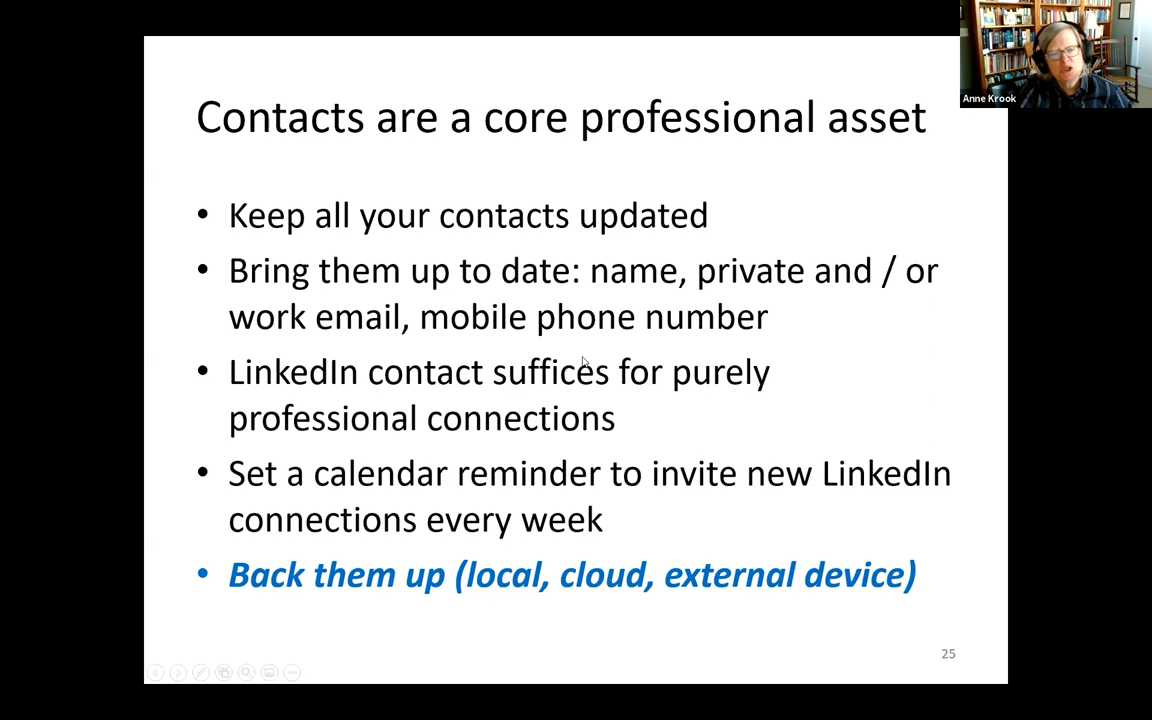 Contacts are a core professional asset
Anne Krook
• Keep all your contacts updated
• Bring them up to date: name, private and / or
work email, mobile phone number
• LinkedIn contact suffices for purely
professional connections
• Set a calendar reminder to invite new LinkedIn
connections every week
• Back them up (local, cloud, external device)
25